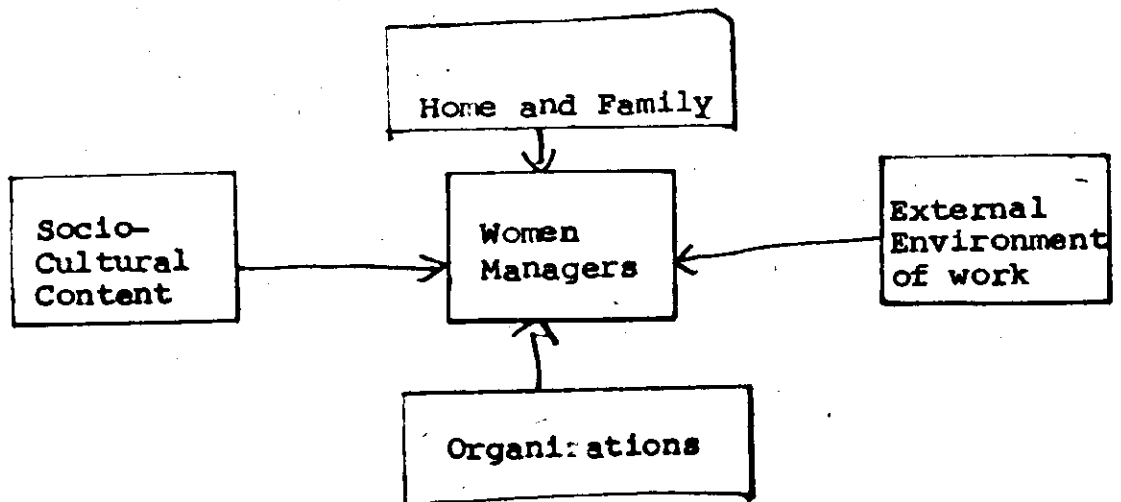 Home and Family
Socio-
Cultural
Content
Women
Managers
External
Environment
of work
Organizations